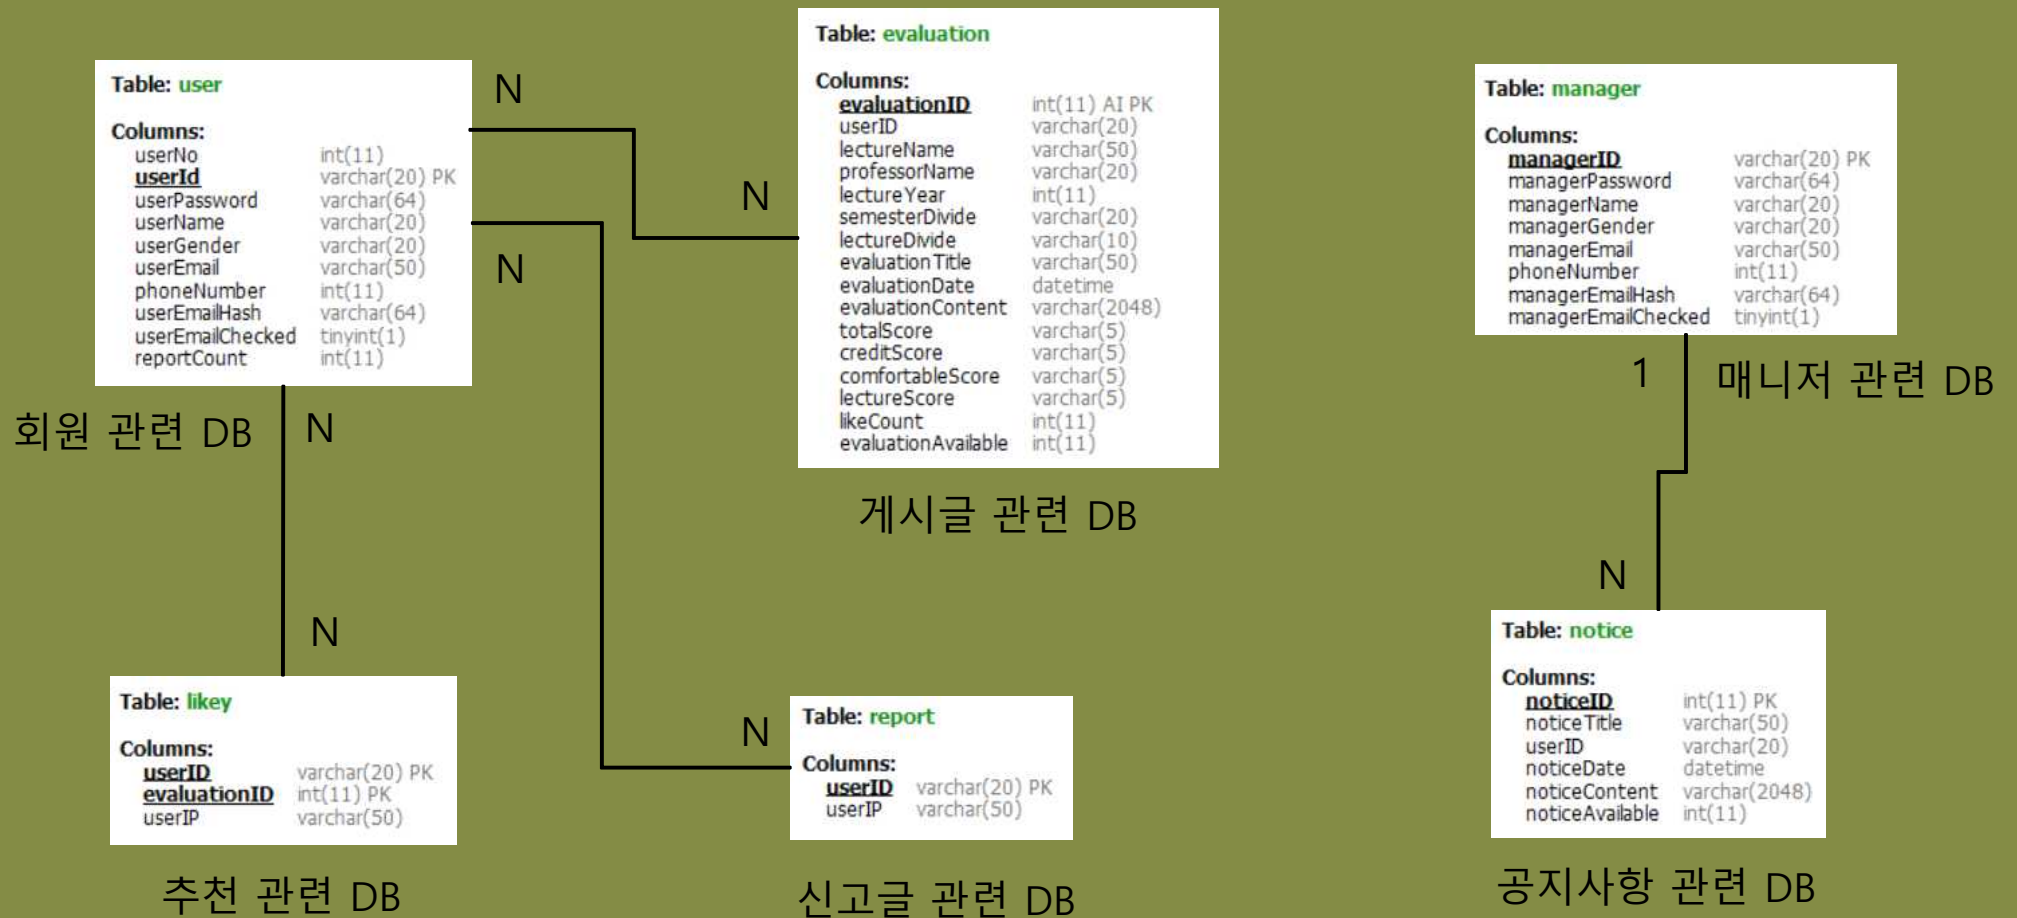 Table: user
Columns:
userNo int(11)
userId varchar(20) PK
userPassword varchar(64)
userName varchar(20)
userGender varchar(20)
userEmail varchar(50)
phoneNumber int(11)
userEmailHash varchar(64)
userEmailChecked tinyint(1)
reportCount int(11)
회원 관련 DB
N
N
N
N
N
N
Table: evaluation
Columns:
evaluationID int(11) AI PK
userID varchar(20)
lectureName varchar(50)
professorName varchar(20)
lectureYear int(11)
semesterDivide varchar(20)
lectureDivide varchar(10)
evaluationTitle varchar(50)
evaluationDate datetime
evaluationContent varchar(2048)
totalScore varchar(5)
creditScore varchar(5)
comfortableScore varchar(5)
lectureScore varchar(5)
likeCount int(11)
evaluationAvailable int(11)
게시글 관련 DB
Table: manager
Columns:
managerID varchar(20) PK
managerPassword varchar(64)
managerName varchar(20)
managerGender varchar(20)
managerEmail varchar(50)
phoneNumber int(11)
managerEmailHash varchar(64)
managerEmailChecked tinyint(1)
1
매니저 관련 DB
N
Table: likey
Columns:
userID varchar(20) PK
evaluationID int(11) PK
userIP varchar(50)
추천 관련 DB
Table: report
Columns:
userID varchar(20) PK
userIP varchar(50)
신고글 관련 DB
Table: notice
Columns:
noticeID int(11) PK
noticeTitle varchar(50)
userID varchar(20)
noticeDate datetime
noticeContent varchar(2048)
noticeAvailable int(11)
공지사항 관련 DB